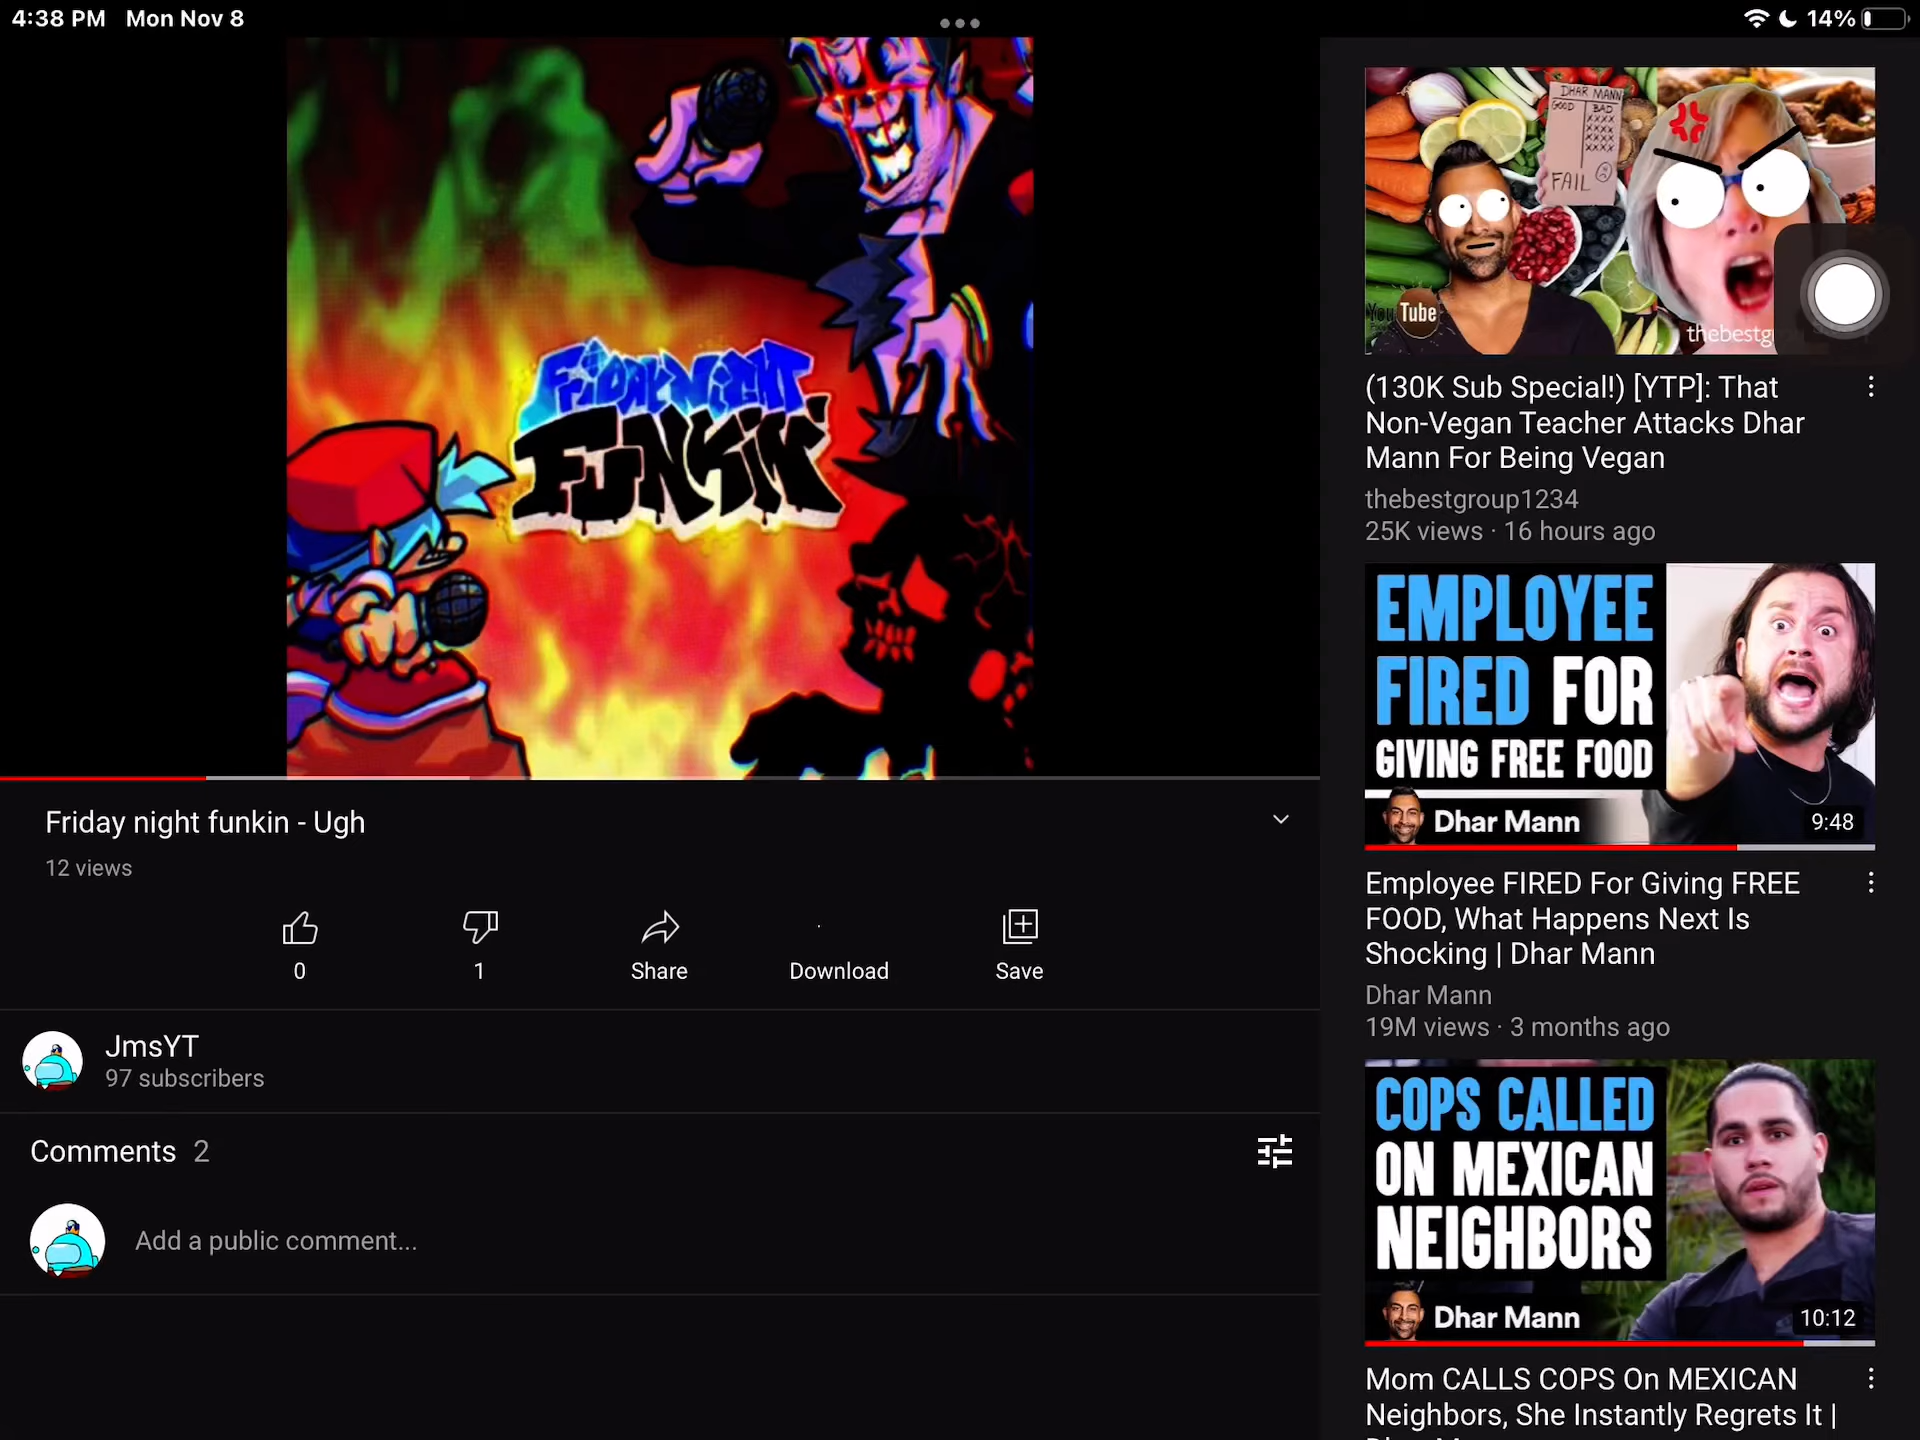 4:38 PM Mon Nov 8
14%
FRIDAY NIGHT
FUNKIN'
Friday night funkin - Ugh
12 views
0
1
Share
Download
Save
JmsYT
97 subscribers
Comments 2
Add a public comment...
DHAR MANN
GOOD BAD
XXXX
XXXX
XXXX
XXXX
FAIL
YouTube
thebestg
(130K Sub Special!) [YTP]: That
Non-Vegan Teacher Attacks Dhar
Mann For Being Vegan
thebestgroup1234
25K views · 16 hours ago
EMPLOYEE
FIRED FOR
GIVING FREE FOOD
Dhar Mann
9:48
Employee FIRED For Giving FREE
FOOD, What Happens Next Is
Shocking | Dhar Mann
Dhar Mann
19M views · 3 months ago
COPS CALLED
ON MEXICAN
NEIGHBORS
Dhar Mann
10:12
Mom CALLS COPS On MEXICAN
Neighbors, She Instantly Regrets It |